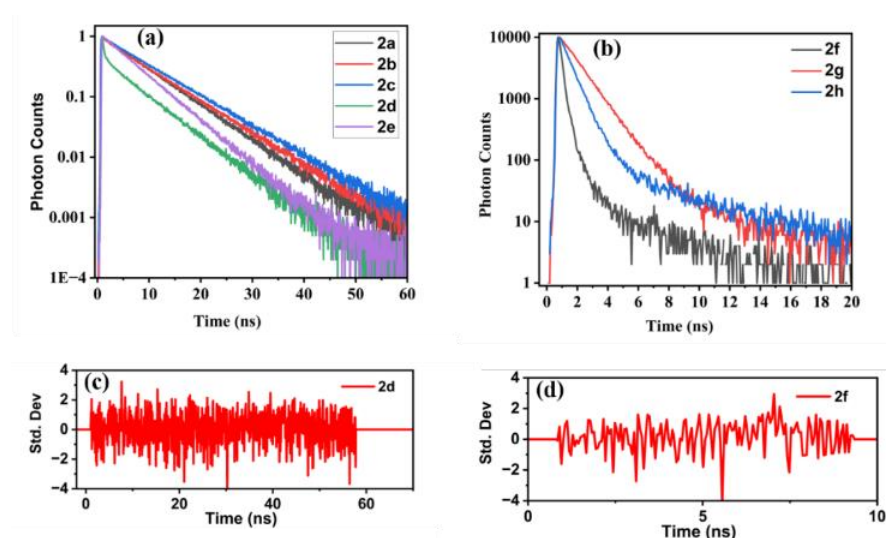 (a)
2a
2b
2c
2d
2e
Photon Counts
1
0.1
0.01
0.001
1E−4
0 10 20 30 40 50 60
Time (ns)
(b)
2f
2g
2h
Photon Counts
10000
1000
100
10
1
0 2 4 6 8 10 12 14 16 18 20
Time (ns)
(c)
2d
Std. Dev
4
2
0
−2
−4
0 20 40 60
Time (ns)
(d)
2f
Std. Dev
4
2
0
−2
−4
0 5 10
Time (ns)